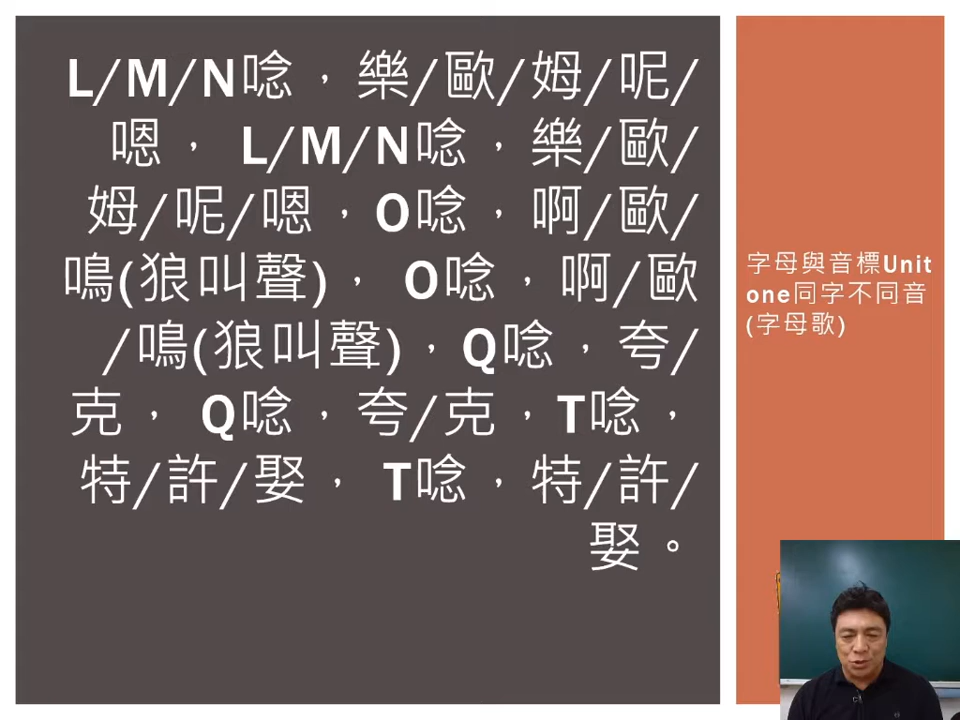 L/M/N唸，樂/歐/姆/呢/
嗯， L/M/N唸，樂/歐/
姆/呢/嗯，O唸，啊/歐/
鳴(狼叫聲)， O唸，啊/歐
/鳴(狼叫聲)，Q唸，夸/
克， Q唸，夸/克，T唸，
特/許/娶， T唸，特/許/
娶。
字母與音標Unit
one同字不同音
(字母歌)